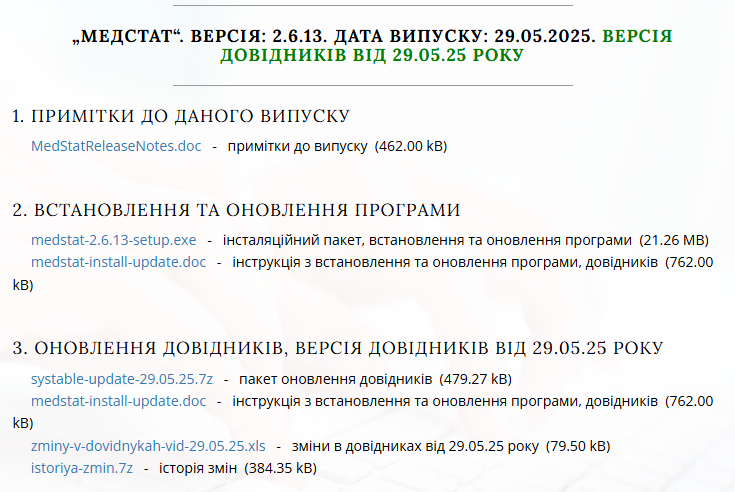 „МЕДСТАТ“. ВЕРСІЯ: 2.6.13. ДАТА ВИПУСКУ: 29.05.2025. ВЕРСІЯ
ДОВІДНИКІВ ВІД 29.05.25 РОКУ
1. ПРИМІТКИ ДО ДАНОГО ВИПУСКУ
MedStatReleaseNotes.doc - примітки до випуску (462.00 kB)
2. ВСТАНОВЛЕННЯ ТА ОНОВЛЕННЯ ПРОГРАМИ
medstat-2.6.13-setup.exe - інсталяційний пакет, встановлення та оновлення програми (21.26 MB)
medstat-install-update.doc - інструкція з встановлення та оновлення програми, довідників (762.00
kB)
3. ОНОВЛЕННЯ ДОВІДНИКІВ, ВЕРСІЯ ДОВІДНИКІВ ВІД 29.05.25 РОКУ
systable-update-29.05.25.7z - пакет оновлення довідників (479.27 kB)
medstat-install-update.doc - інструкція з встановлення та оновлення програми, довідників (762.00
kB)
zminy-v-dovidnykah-vid-29.05.25.xls - зміни в довідниках від 29.05.25 року (79.50 kB)
istoriya-zmin.7z - історія змін (384.35 kB)